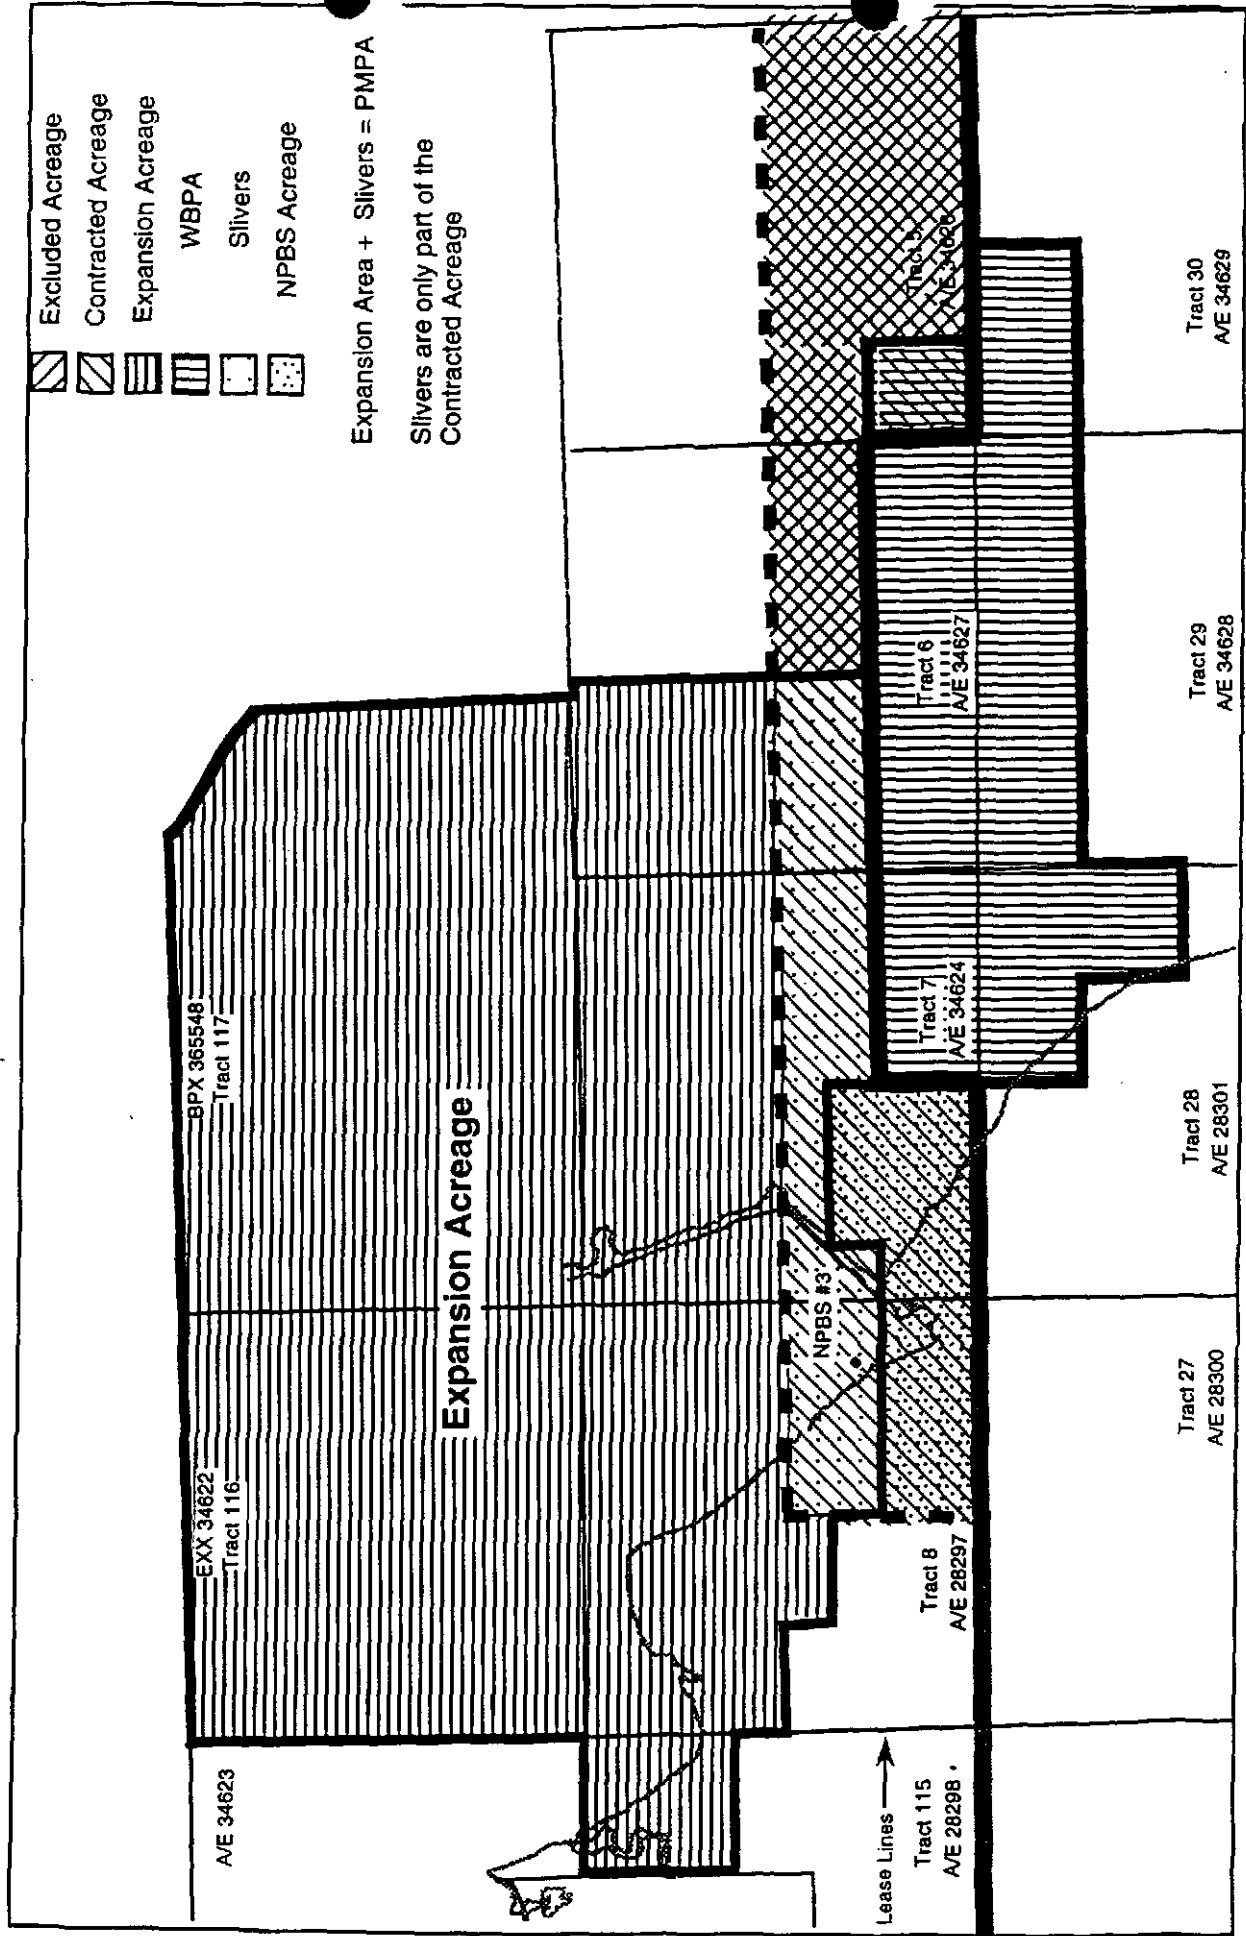 Excluded Acreage
Contracted Acreage
Expansion Acreage
WBPA
Slivers
NPBS Acreage
Expansion Area + Slivers = PMPA
Slivers are only part of the
Contracted Acreage
A/E 34623
EXX 34622
Tract 116
BPX 365548
Tract 117
Expansion Acreage
NPBS #3
Lease Lines
Tract 115
A/E 28298
Tract 8
A/E 28297
Tract 7
A/E 34624
Tract 6
A/E 34627
Tract 5
A/E 34626
Tract 27
A/E 28300
Tract 28
A/E 28301
Tract 29
A/E 34628
Tract 30
A/E 34629